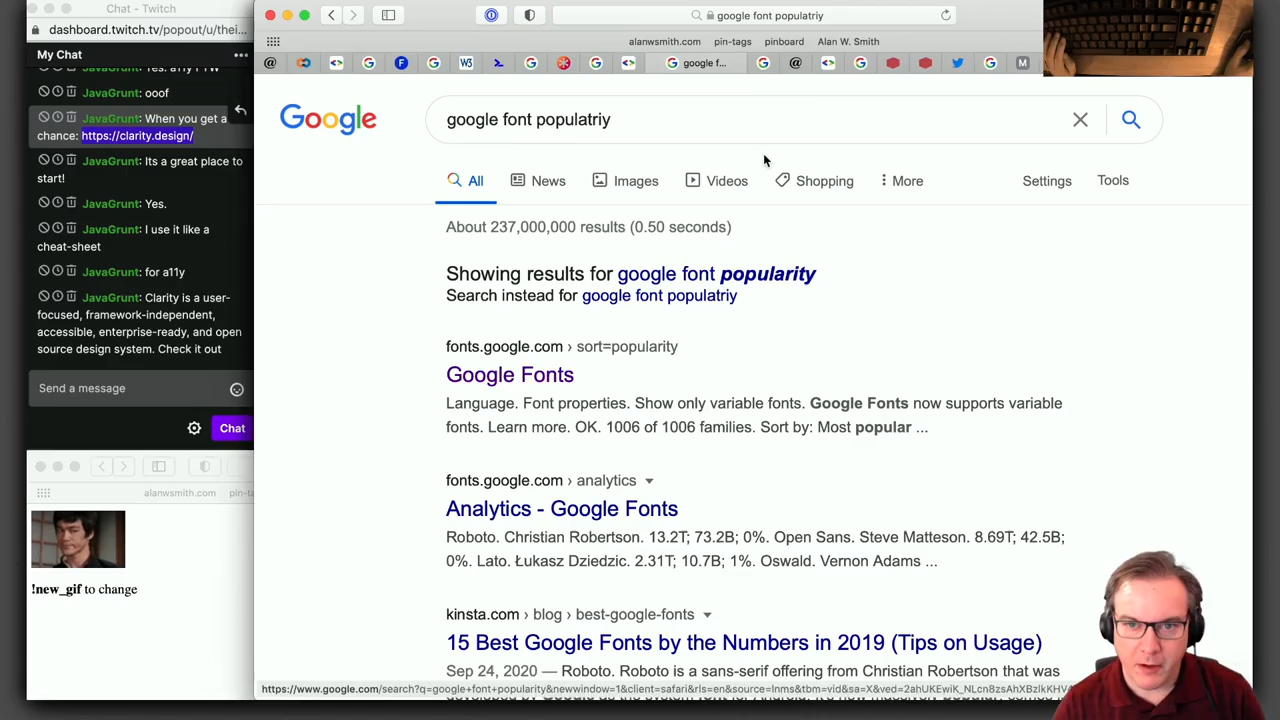 Chat - Twitch
dashboard.twitch.tv/popout/u/thei
My Chat
JavaGrunt: Yes. a11y FTW
JavaGrunt: ooof
JavaGrunt: When you get a
chance: https://clarity.design/
JavaGrunt: Its a great place to
start!
JavaGrunt: Yes.
JavaGrunt: I use it like a
cheat-sheet
JavaGrunt: for a11y
JavaGrunt: Clarity is a user-
focused, framework-independent,
accessible, enterprise-ready, and open
source design system. Check it out
Send a message
Chat
alanwsmith.com pin-ta
!new_gif to change
google font populatriy
alanwsmith.com pin-tags pinboard Alan W. Smith
google f...
Google
google font populatriy
All News Images Videos Shopping More Settings Tools
About 237,000,000 results (0.50 seconds)
Showing results for google font popularity
Search instead for google font populatriy
fonts.google.com › sort=popularity
Google Fonts
Language. Font properties. Show only variable fonts. Google Fonts now supports variable
fonts. Learn more. OK. 1006 of 1006 families. Sort by: Most popular ...
fonts.google.com › analytics
Analytics - Google Fonts
Roboto. Christian Robertson. 13.2T; 73.2B; 0%. Open Sans. Steve Matteson. 8.69T; 42.5B;
0%. Lato. Łukasz Dziedzic. 2.31T; 10.7B; 1%. Oswald. Vernon Adams ...
kinsta.com › blog › best-google-fonts
15 Best Google Fonts by the Numbers in 2019 (Tips on Usage)
Sep 24, 2020 — Roboto. Roboto is a sans-serif offering from Christian Robertson that was